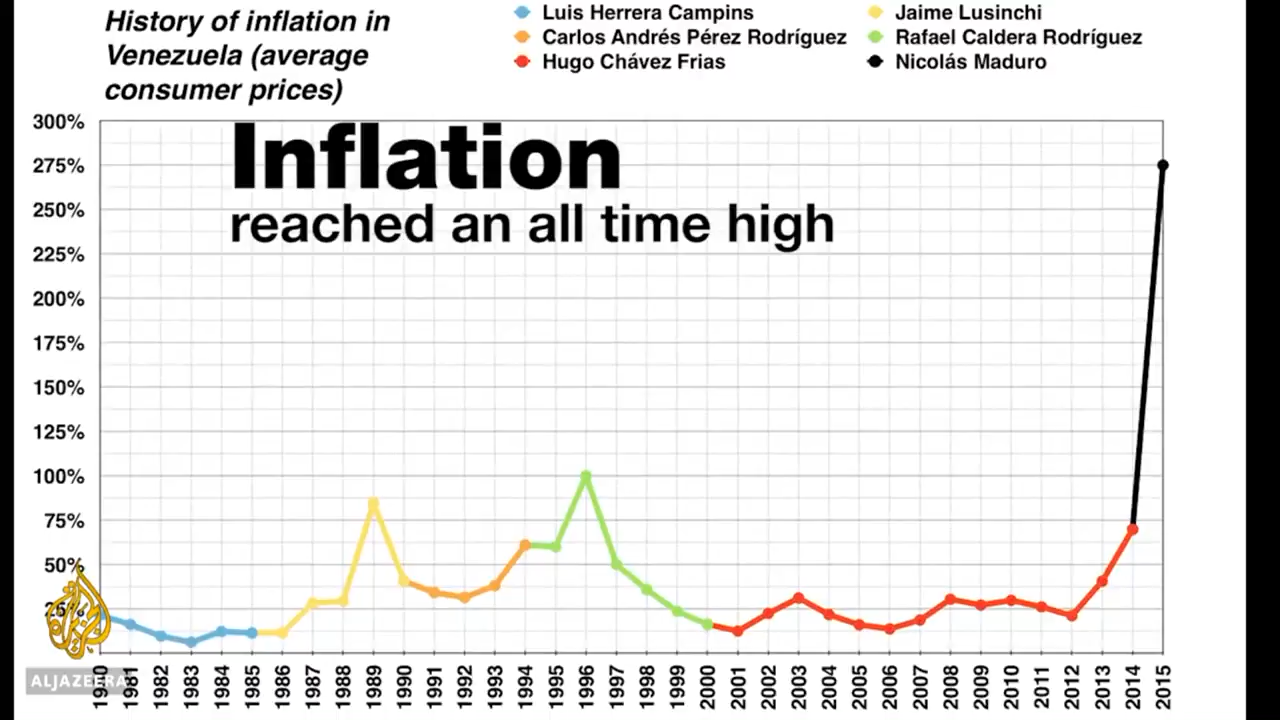 History of inflation in
Venezuela (average
consumer prices)
Luis Herrera Campins
Carlos Andrés Pérez Rodríguez
Hugo Chávez Frias
Jaime Lusinchi
Rafael Caldera Rodríguez
Nicolás Maduro
Inflation
reached an all time high
300%
275%
250%
225%
200%
175%
150%
125%
100%
75%
50%
25%
ALJAZEERA
1980 1981 1982 1983 1984 1985 1986 1987 1988 1989 1990 1991 1992 1993 1994 1995 1996 1997 1998 1999 2000 2001 2002 2003 2004 2005 2006 2007 2008 2009 2010 2011 2012 2013 2014 2015